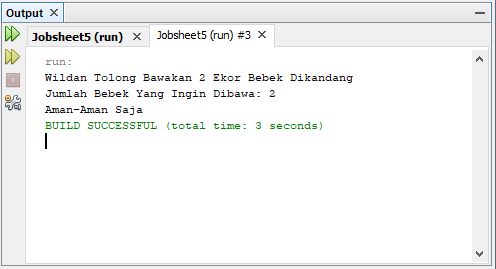 Output
Jobsheet5 (run)
Jobsheet5 (run) #3
run:
Wildan Tolong Bawakan 2 Ekor Bebek Dikandang
Jumlah Bebek Yang Ingin Dibawa: 2
Aman-Aman Saja
BUILD SUCCESSFUL (total time: 3 seconds)